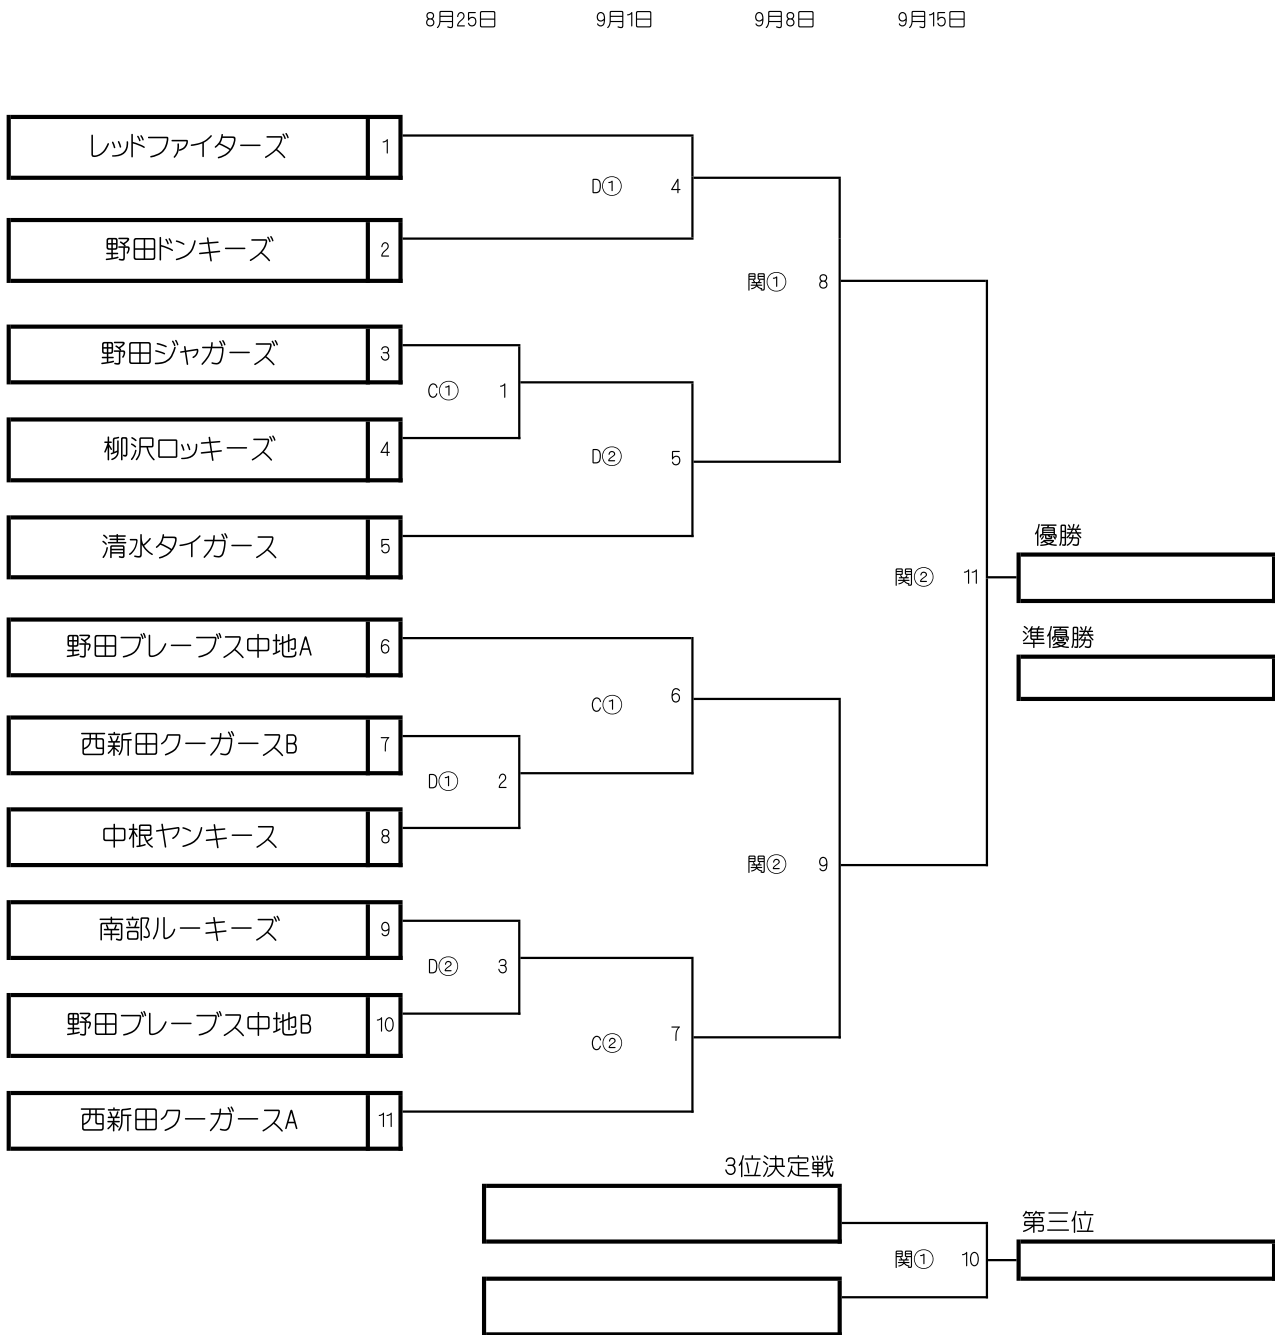 8月25日 9月1日 9月8日 9月15日
レッドファイターズ 1
D① 4
野田ドンキーズ 2
関① 8
野田ジャガーズ 3
C① 1
柳沢ロッキーズ 4
D② 5
清水タイガース 5
優勝
関② 11
野田ブレーブス中地A 6
準優勝
C① 6
西新田クーガースB 7
D① 2
中根ヤンキース 8
関② 9
南部ルーキーズ 9
D② 3
野田ブレーブス中地B 10
C② 7
西新田クーガースA 11
3位決定戦
第三位
関① 10